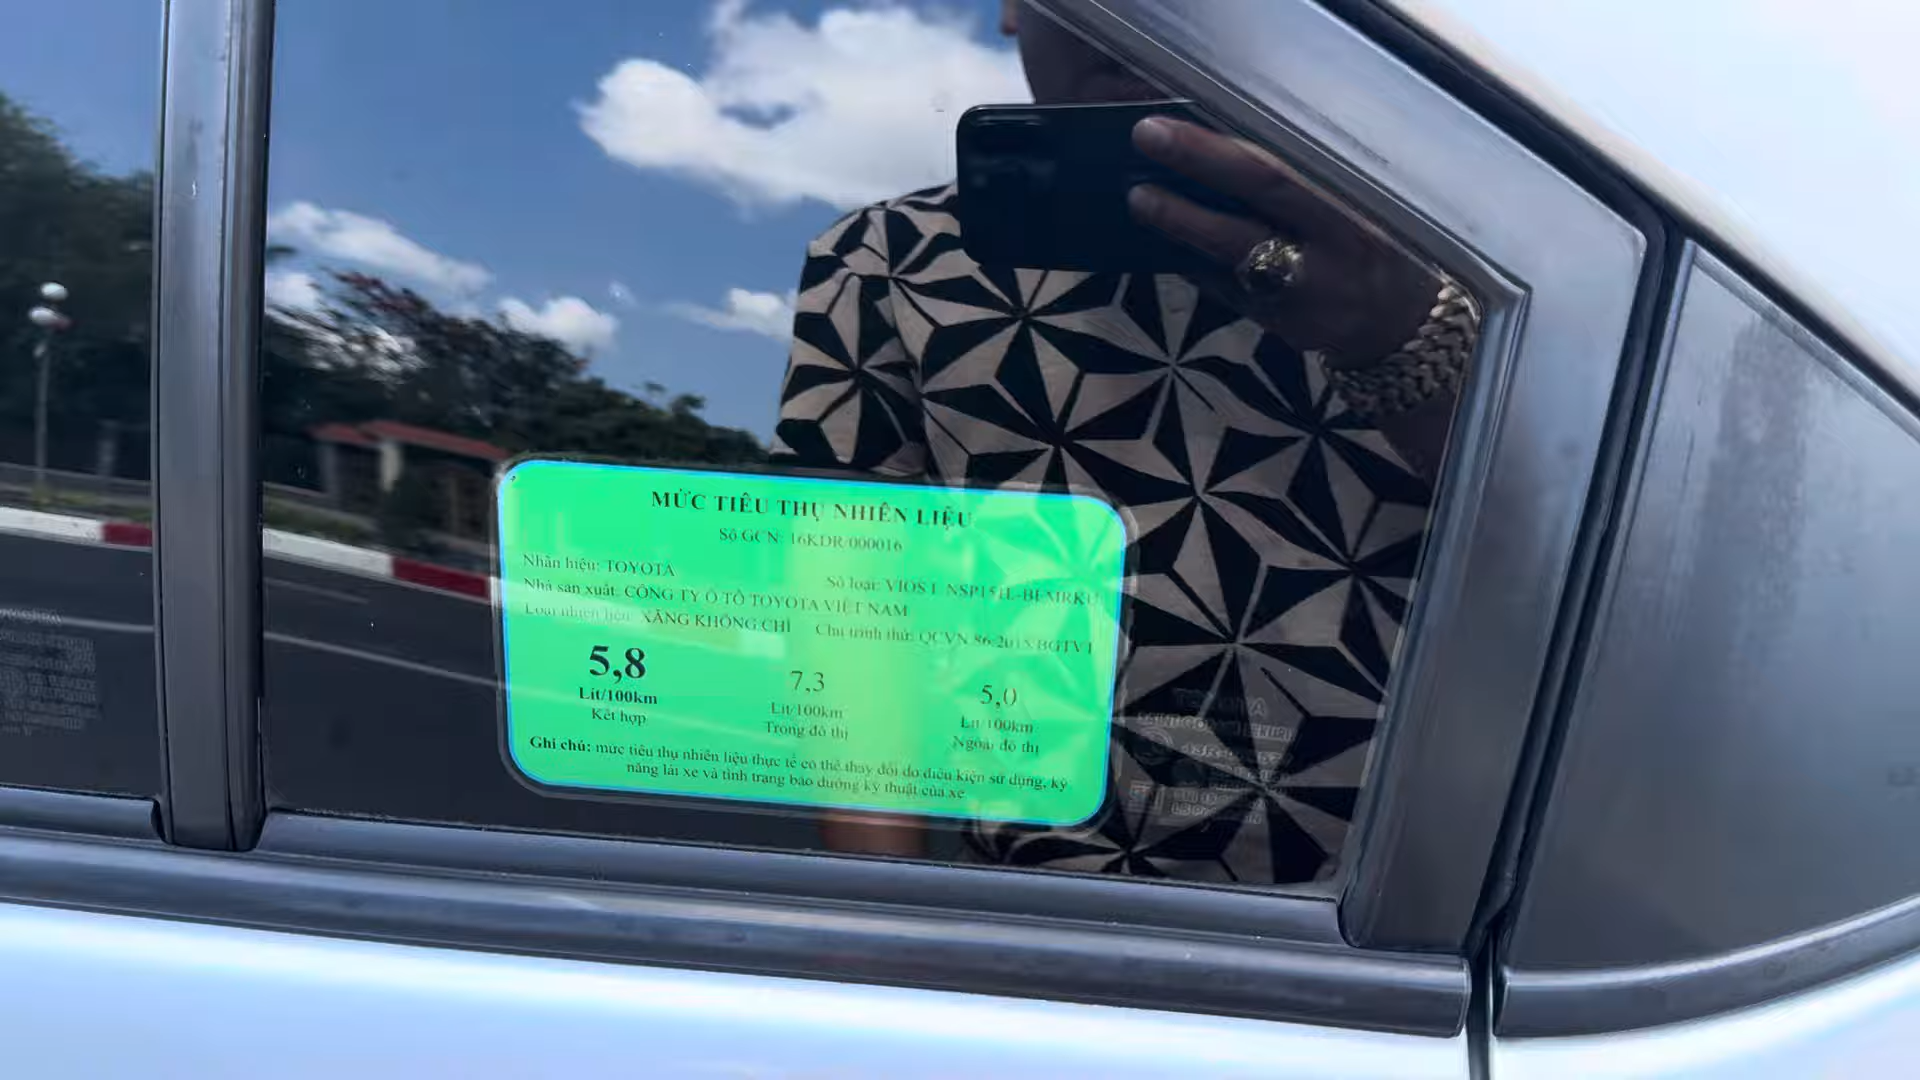 MỨC TIÊU THỤ NHIÊN LIỆU
Số GCN: 16KDR/000016
Nhãn hiệu: TOYOTA
Số loại: VIOS
Nhà sản xuất: CÔNG TY Ô TÔ TOYOTA VIỆT NAM
Loại nhiên liệu: XĂNG KHÔNG CHÌ Chu trình thử: QCVN 86:2015/BGTVT
5,8 7,3 5,0
Lít/100km Lít/100km Lít/100km
Kết hợp Trong đô thị Ngoài đô thị
Ghi chú: mức tiêu thụ nhiên liệu thực tế có thể thay đổi do điều kiện sử dụng, kỹ
năng lái xe và tình trạng bảo dưỡng kỹ thuật của xe
TOYOTA